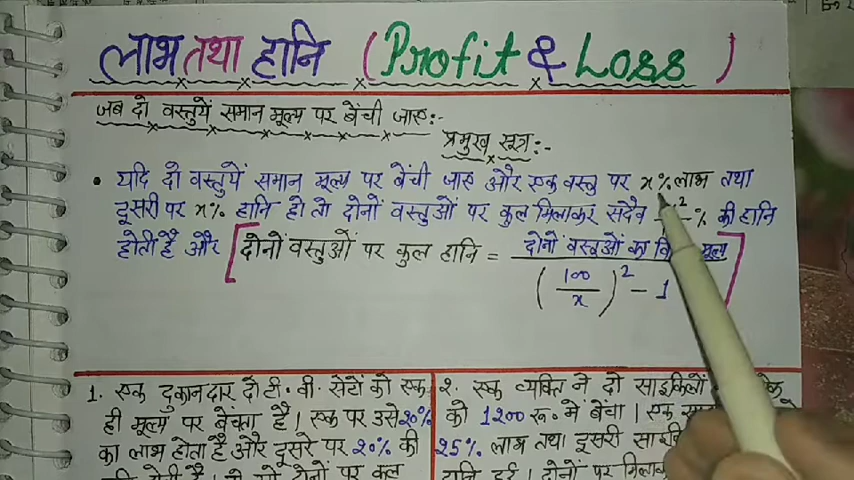 लाभ तथा हानि ( Profit & Loss )
जब दो वस्तुयें समान मूल्य पर बेंची जाए:-
प्रमुख सूत्र:-
• यदि दो वस्तुयें समान मूल्य पर बेंची जाए और एक वस्तु पर x% लाभ तथा
दूसरी पर x% हानि हो तो दोनों वस्तुओं पर कुल मिलाकर सदैव % की हानि
होती है और [ दोनों वस्तुओं पर कुल हानि = दोनों वस्तुओं का मूल्य / (100/x)² - 1 ]
1. एक दुकानदार दो टी.वी. सेटों को एक
ही मूल्य पर बेंचता है। एक पर उसे 20%
का लाभ होता है और दूसरे पर 20% की
२. एक व्यक्ति ने दो साइकिलों
को 1200 रू० में बेंचा। एक
25% लाभ तथा दूसरी